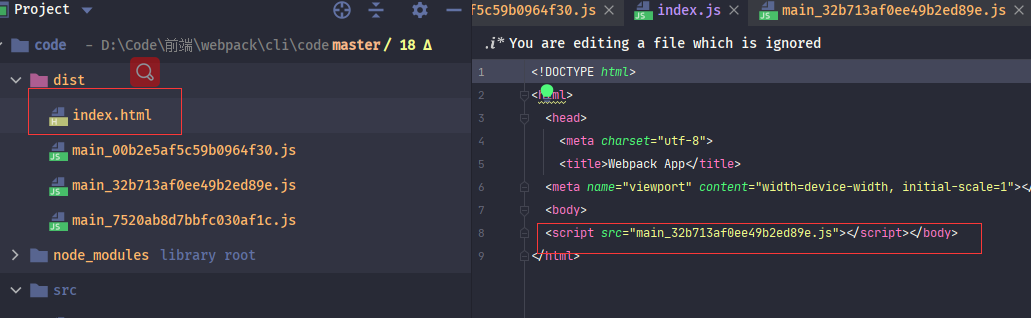 Project
code – D:\Code\前端\webpack\cli\code master / 18 Δ
dist
index.html
main_00b2e5af5c59b0964f30.js
main_32b713af0ee49b2ed89e.js
main_7520ab8d7bbfc030af1c.js
node_modules library root
src
f5c59b0964f30.js index.js main_32b713af0ee49b2ed89e.js
.i* You are editing a file which is ignored
1 <!DOCTYPE html>
2 <html>
3 <head>
4 <meta charset="utf-8">
5 <title>Webpack App</title>
6 <meta name="viewport" content="width=device-width, initial-scale=1"></
7 <body>
8 <script src="main_32b713af0ee49b2ed89e.js"></script></body>
9 </html>